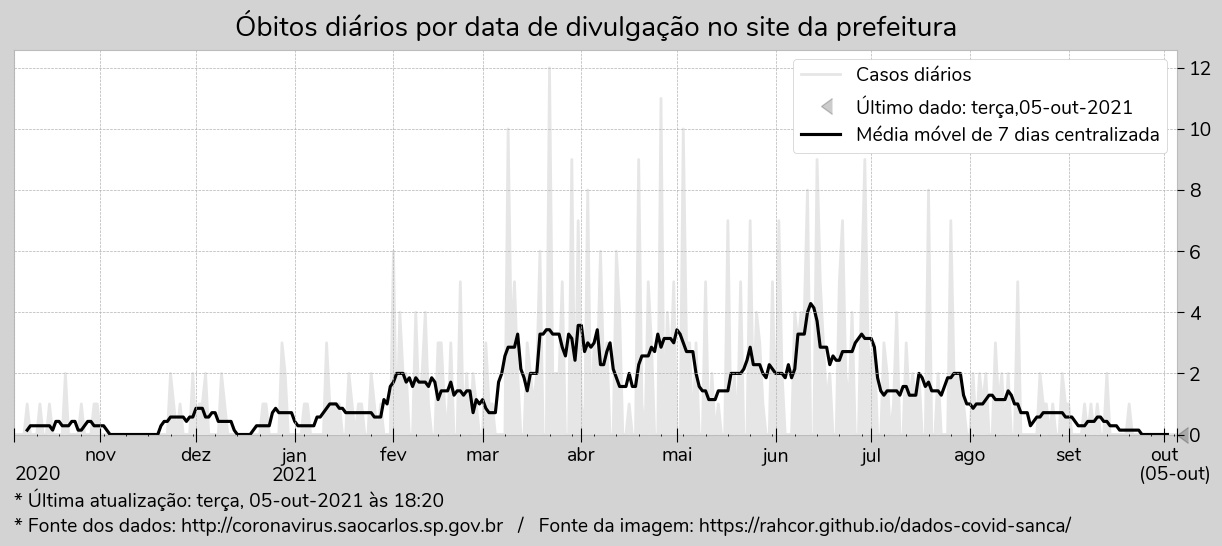 Óbitos diários por data de divulgação no site da prefeitura
Casos diários
Último dado: terça,05-out-2021
Média móvel de 7 dias centralizada
12
10
8
6
4
2
0
nov dez jan fev mar abr mai jun jul ago set out
2020 2021 (05-out)
* Última atualização: terça, 05-out-2021 às 18:20
* Fonte dos dados: http://coronavirus.saocarlos.sp.gov.br / Fonte da imagem: https://rahcor.github.io/dados-covid-sanca/